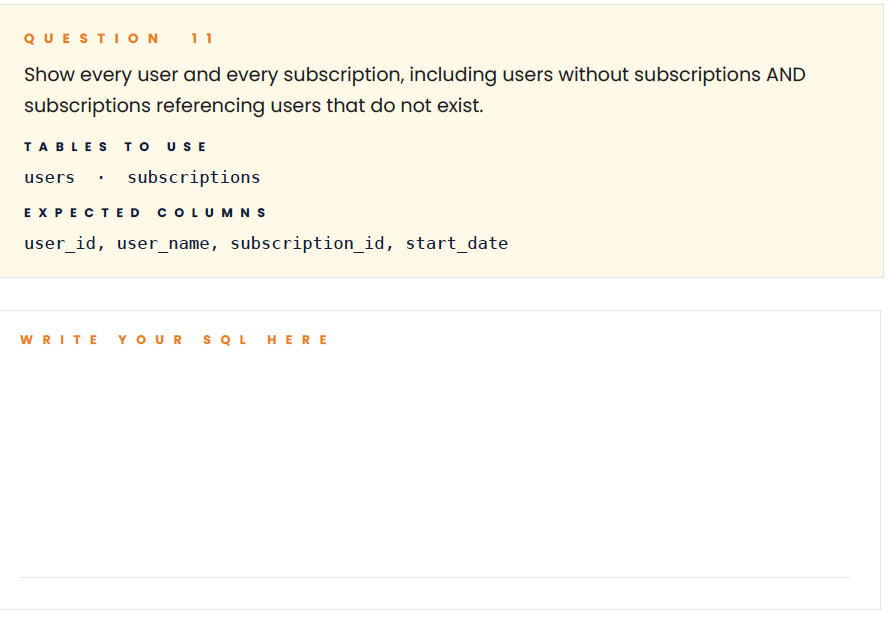 QUESTION 11
Show every user and every subscription, including users without subscriptions AND
subscriptions referencing users that do not exist.
TABLES TO USE
users · subscriptions
EXPECTED COLUMNS
user_id, user_name, subscription_id, start_date
WRITE YOUR SQL HERE